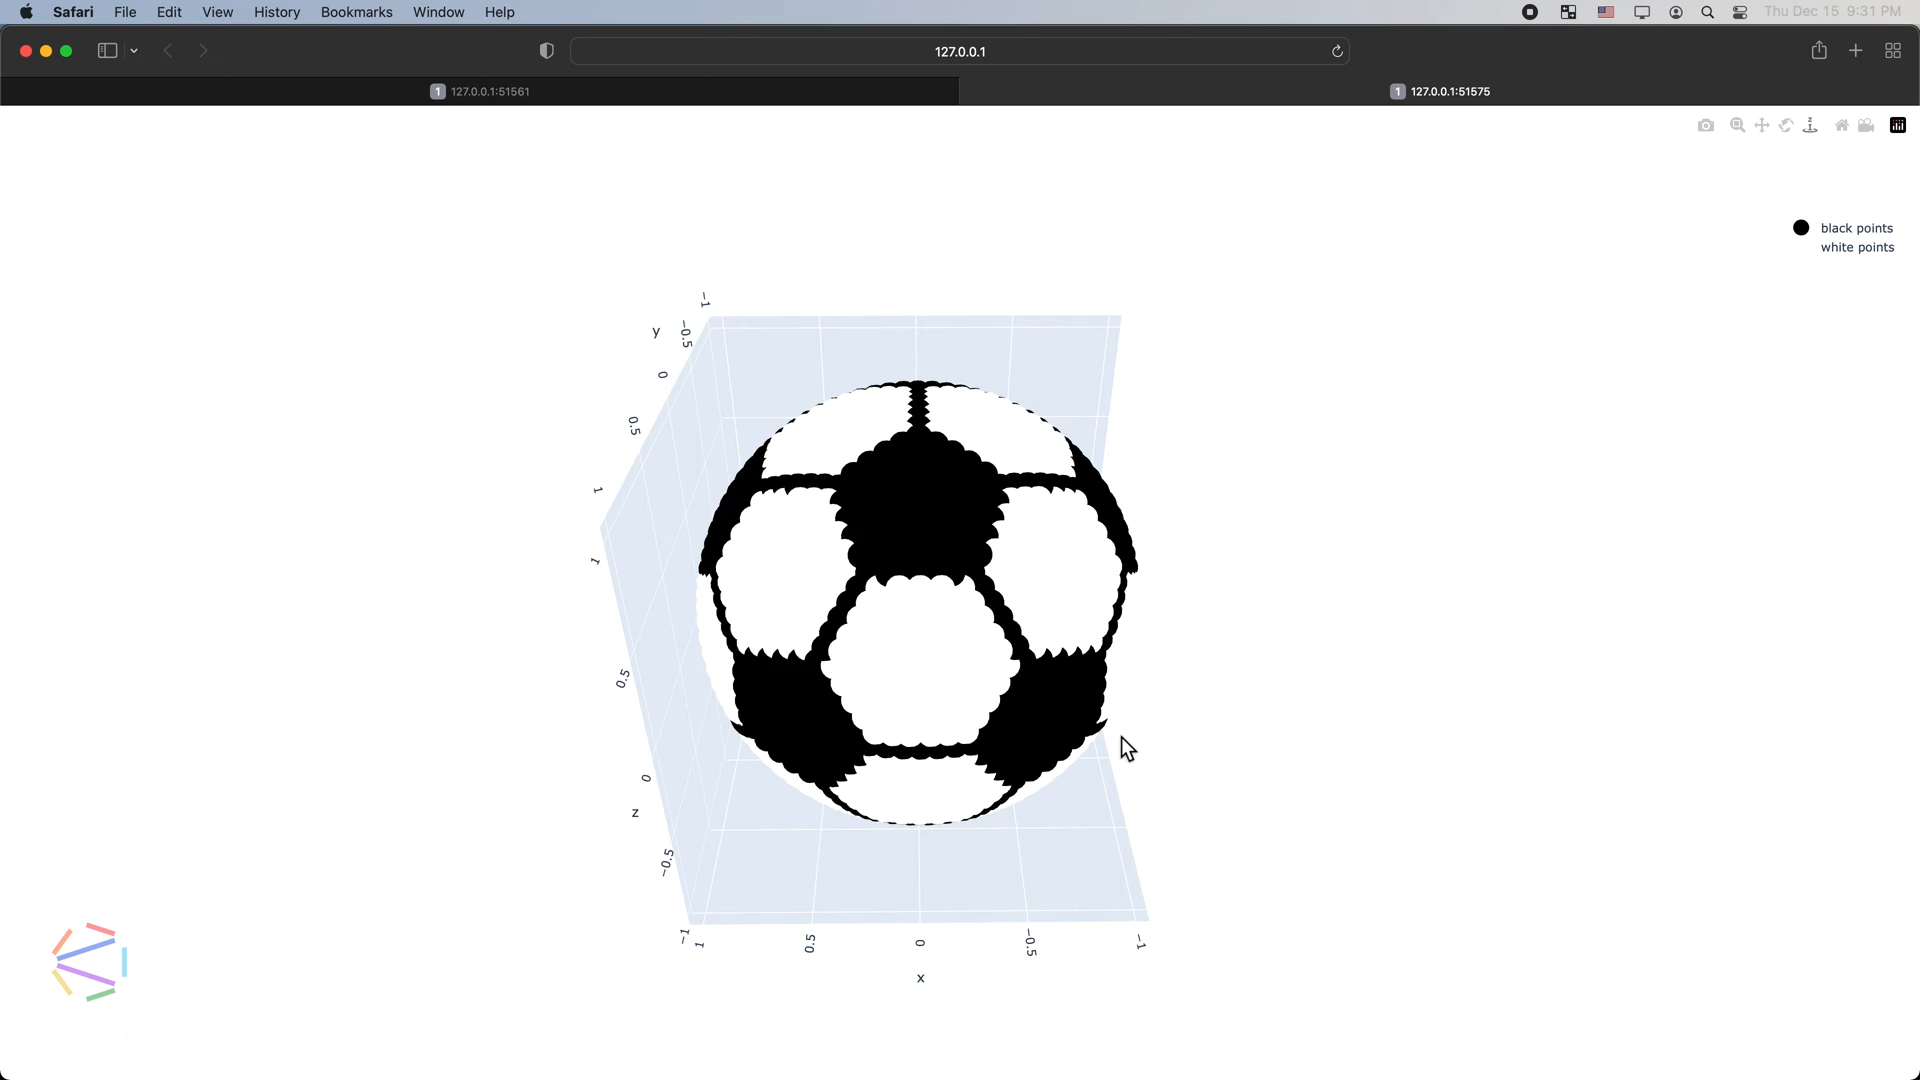 Safari File Edit View History Bookmarks Window Help Thu Dec 15 9:31 PM
127.0.0.1
1 127.0.0.1:51561 1 127.0.0.1:51575
black points
white points
−1
y −0.5
0
0.5
1
1
0.5
0
z
−0.5
−1
1 0.5 0 −0.5 −1
x